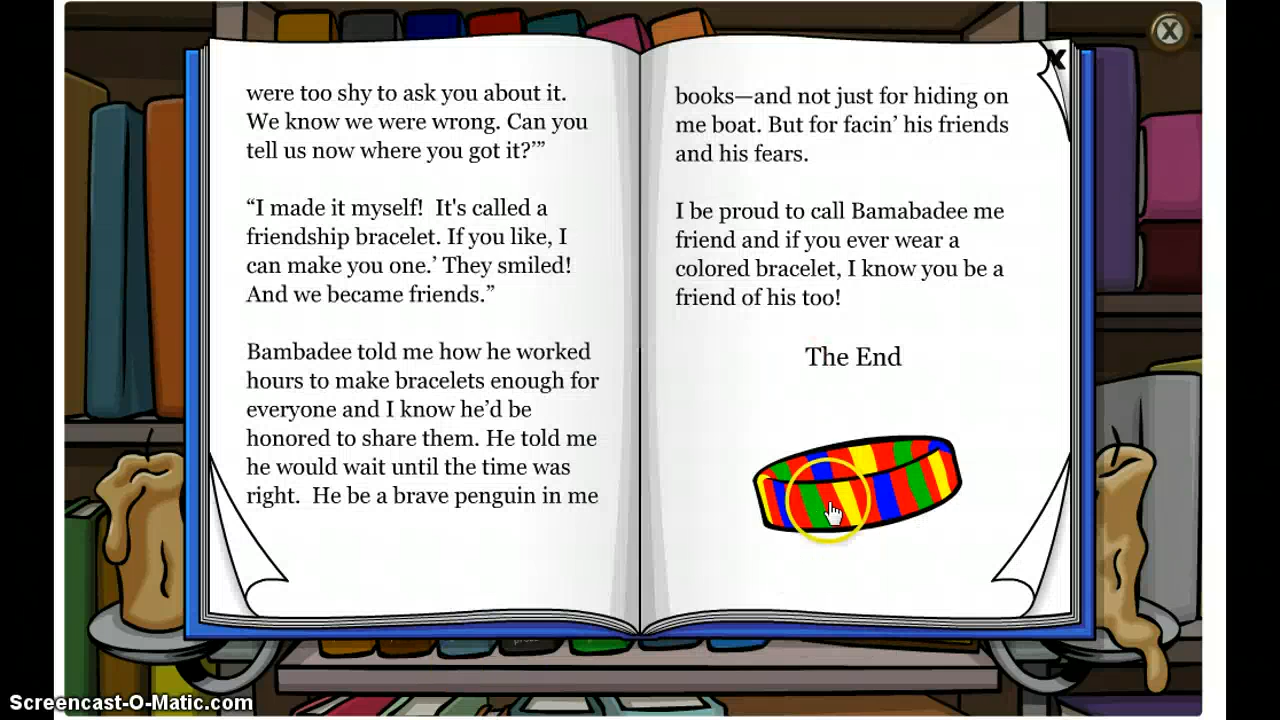 were too shy to ask you about it.
We know we were wrong. Can you
tell us now where you got it?’”
“I made it myself!  It's called a
friendship bracelet. If you like, I
can make you one.’ They smiled!
And we became friends.”
Bambadee told me how he worked
hours to make bracelets enough for
everyone and I know he’d be
honored to share them. He told me
he would wait until the time was
right.  He be a brave penguin in me
books—and not just for hiding on
me boat. But for facin’ his friends
and his fears.
I be proud to call Bamabadee me
friend and if you ever wear a
colored bracelet, I know you be a
friend of his too!
The End
Screencast-O-Matic.com